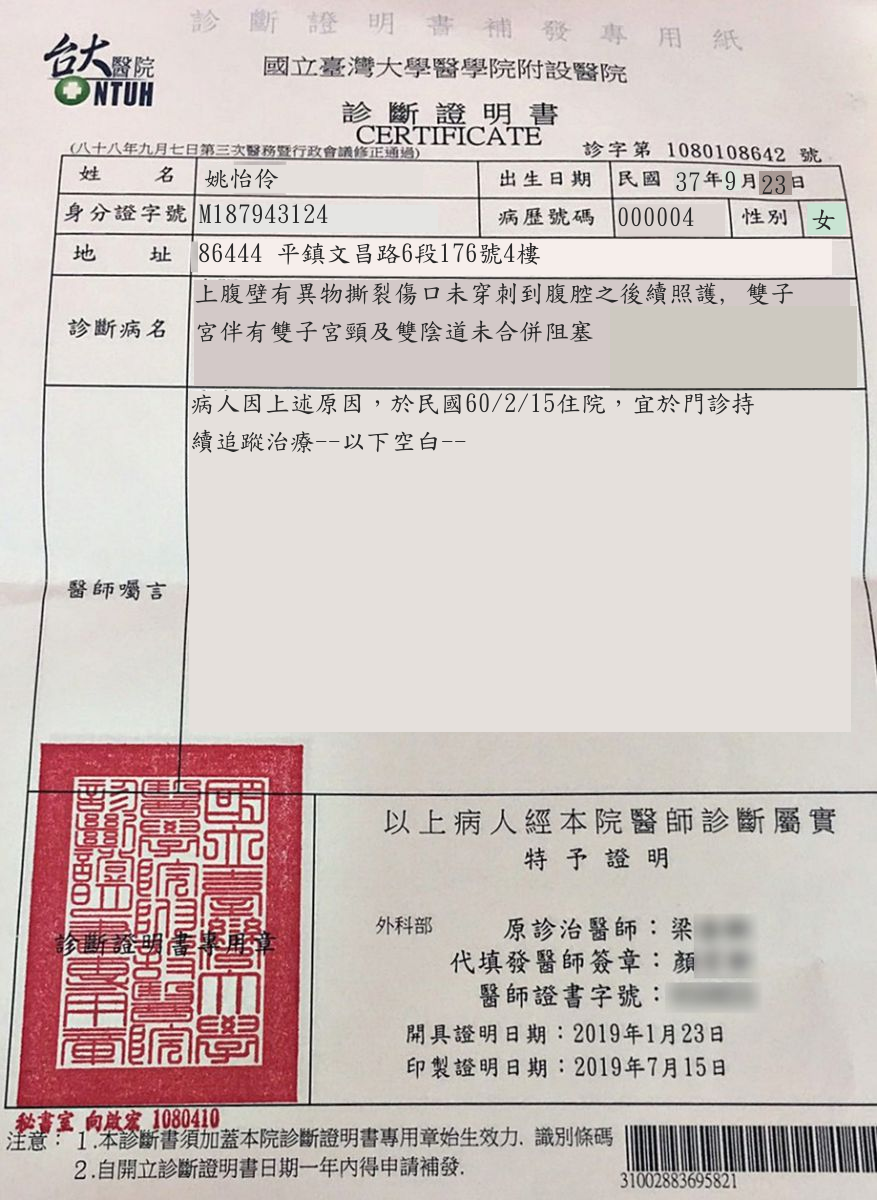 診斷證明書補發專用紙
台大醫院
NTUH
國立臺灣大學醫學院附設醫院
診斷證明書
CERTIFICATE
(八十八年九月七日第三次醫務暨行政會議修正通過)
診字第 1080108642 號
姓名 姚怡伶 出生日期 民國 37年9月23日
身分證字號 M187943124 病歷號碼 000004 性別 女
地址 86444 平鎮文昌路6段176號4樓
診斷病名
上腹壁有異物撕裂傷口未穿刺到腹腔之後續照護, 雙子
宮伴有雙子宮頸及雙陰道未合併阻塞
醫師囑言
病人因上述原因，於民國60/2/15住院，宜於門診持
續追蹤治療--以下空白--
國立臺灣大學
醫學院附設醫院
診斷證明書專用章
診斷證明書專用章
以上病人經本院醫師診斷屬實
特予證明
外科部 原診治醫師：梁
代填發醫師簽章：顏
醫師證書字號：
開具證明日期：2019年1月23日
印製證明日期：2019年7月15日
秘書室 向啟宏 1080410
注意：1.本診斷書須加蓋本院診斷證明書專用章始生效力. 識別條碼
2.自開立診斷證明書日期一年內得申請補發.
31002883695821